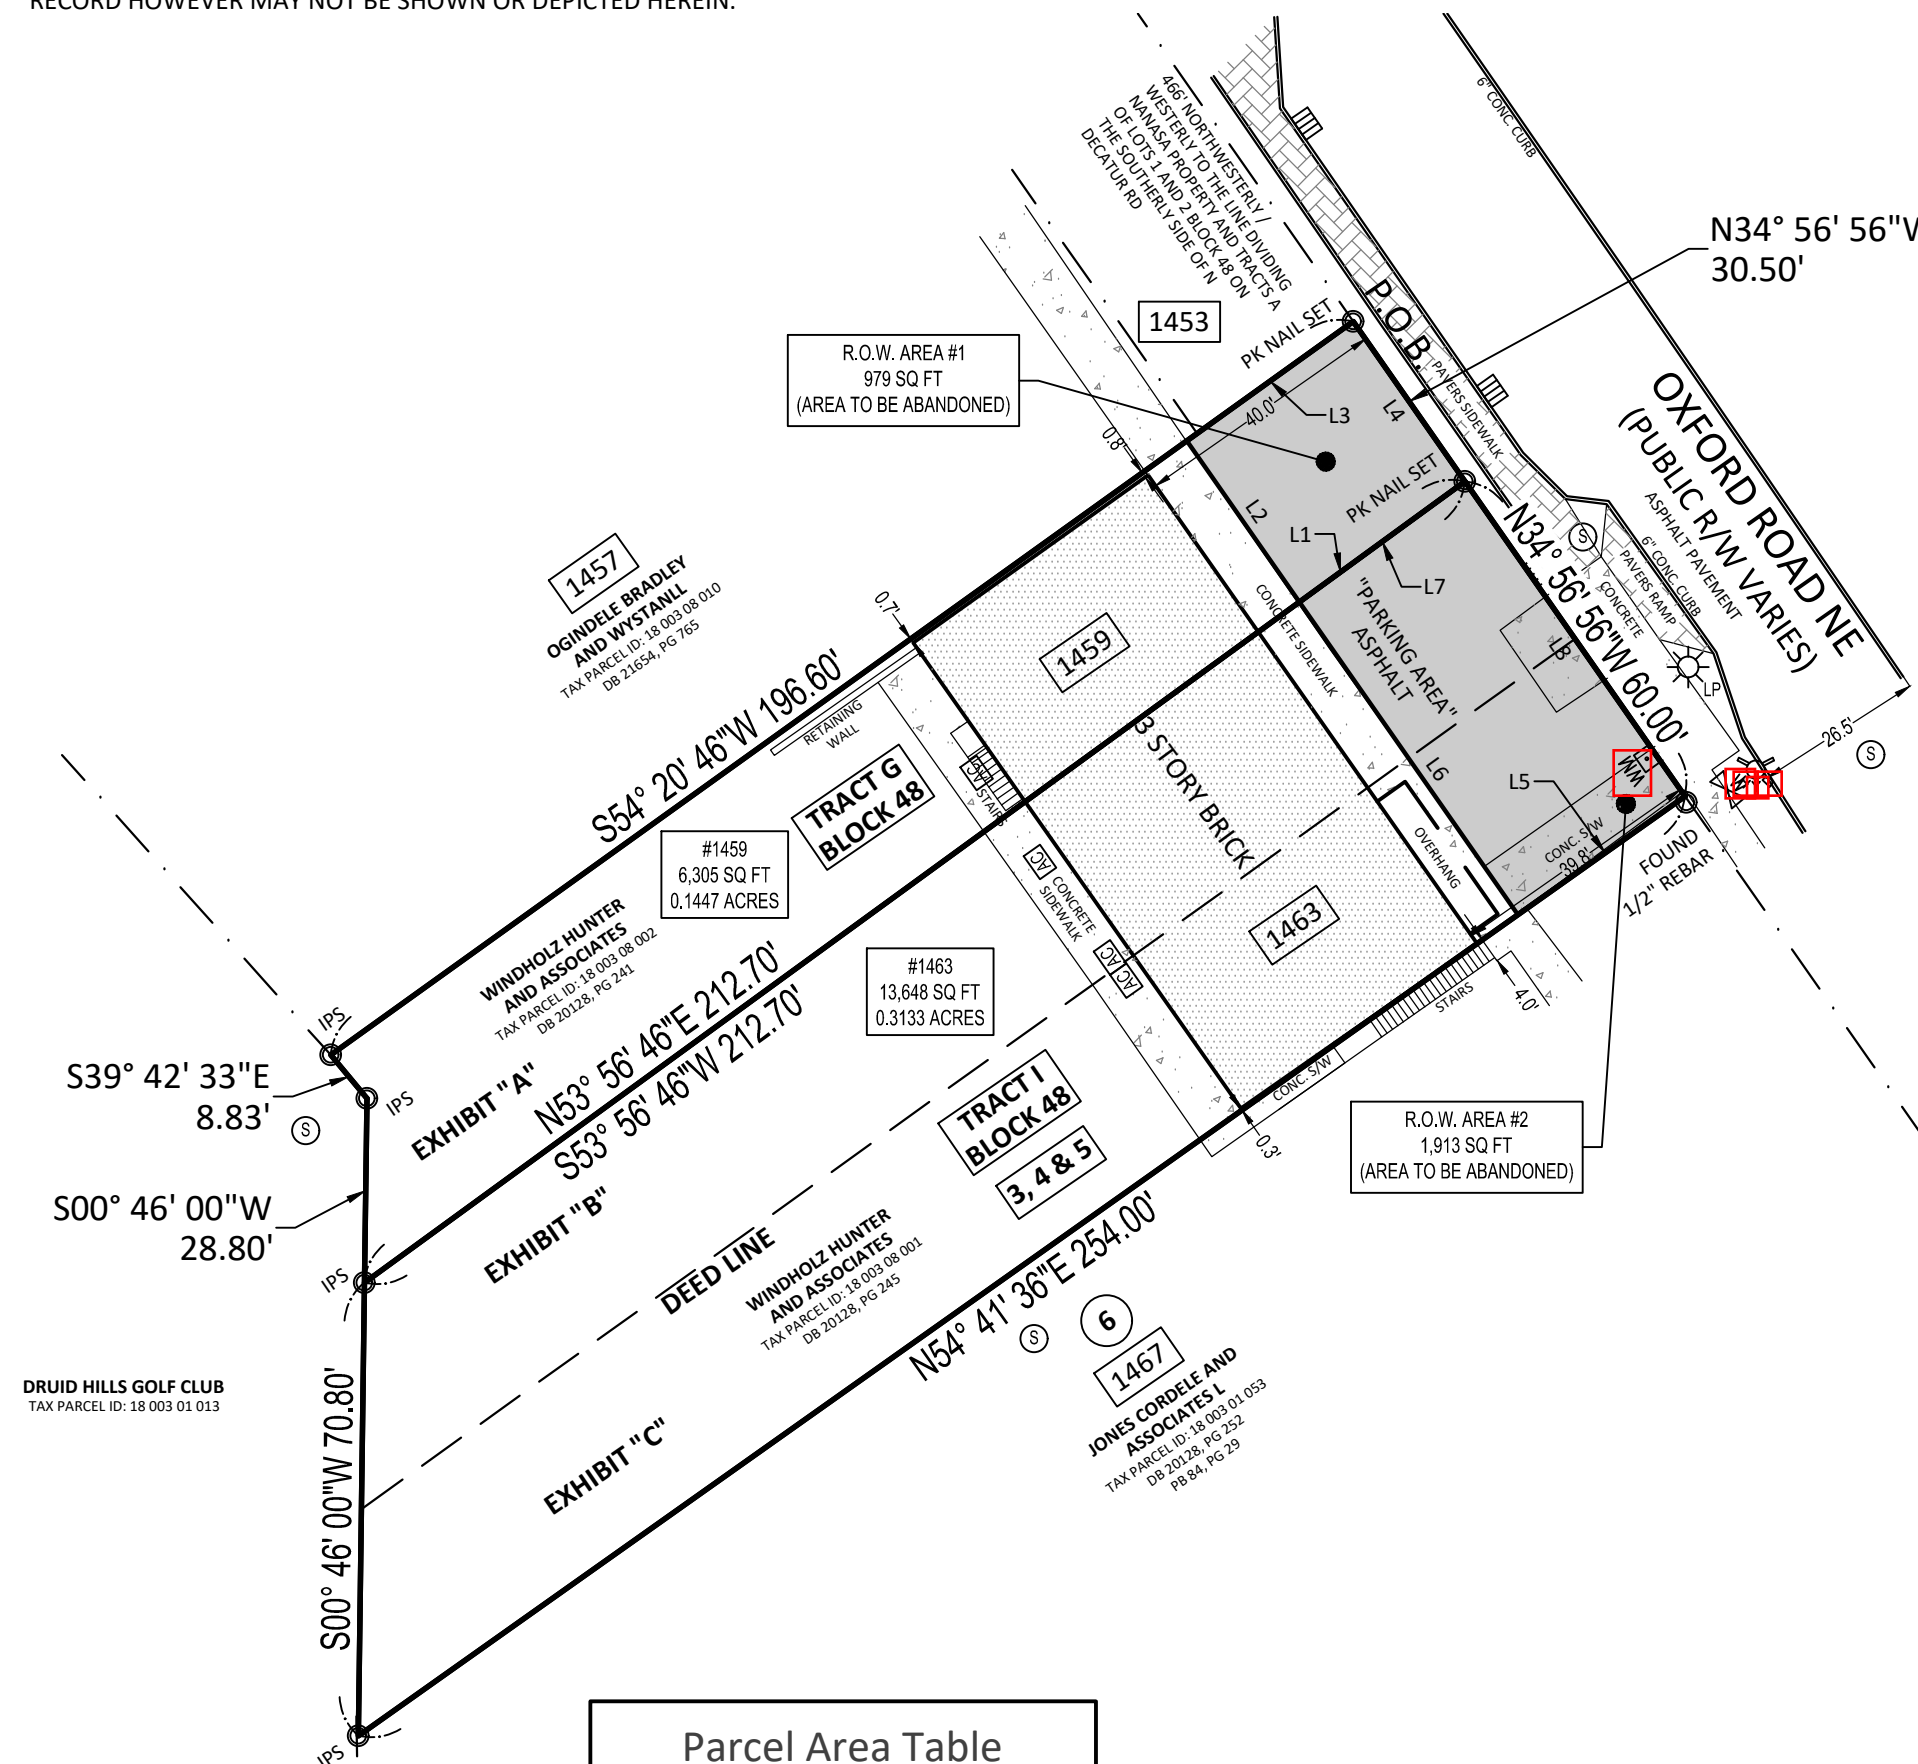 RECORD HOWEVER MAY NOT BE SHOWN OR DEPICTED HEREIN.
466' NORTHWESTERLY /
WESTERLY TO THE LINE DIVIDING
NANASA PROPERTY AND TRACTS A
OF LOTS 1 AND 2 BLOCK 48 ON
THE SOUTHERLY SIDE OF N
DECATUR RD
6" CONC. CURB
N34° 56' 56"W
30.50'
1453
PK NAIL SET
P.O.B.
PAVERS SIDEWALK
R.O.W. AREA #1
979 SQ FT
(AREA TO BE ABANDONED)
40.0'
L3
L4
0.8'
L2
L1
PK NAIL SET
L7
OXFORD ROAD NE
(PUBLIC R/W VARIES)
ASPHALT PAVEMENT
6" CONC. CURB
PAVERS RAMP
CONCRETE
S
N34° 56' 56"W 60.00'
LP
26.5'
S
1457
OGINDELE BRADLEY
AND WYSTANLL
TAX PARCEL ID: 18 003 08 010
DB 21654, PG 765
0.7'
1459
CONCRETE SIDEWALK
"PARKING AREA"
ASPHALT
L8
L6
L5
WM
CONC. S/W
39.8'
FOUND
1/2" REBAR
S54° 20' 46"W 196.60'
RETAINING
WALL
TRACT G
BLOCK 48
AC
STAIRS
3 STORY BRICK
OVERHANG
#1459
6,305 SQ FT
0.1447 ACRES
AC
CONCRETE
SIDEWALK
1463
AC
AC
STAIRS
4.0'
WINDHOLZ HUNTER
AND ASSOCIATES
TAX PARCEL ID: 18 003 08 002
DB 20128, PG 241
#1463
13,648 SQ FT
0.3133 ACRES
IPS
S39° 42' 33"E
8.83'
IPS
S
EXHIBIT "A"
N53° 56' 46"E 212.70'
S53° 56' 46"W 212.70'
TRACT I
BLOCK 48
3, 4 & 5
CONC. S/W
0.3'
R.O.W. AREA #2
1,913 SQ FT
(AREA TO BE ABANDONED)
S00° 46' 00"W
28.80'
IPS
EXHIBIT "B"
DEED LINE
WINDHOLZ HUNTER
AND ASSOCIATES
TAX PARCEL ID: 18 003 08 001
DB 20128, PG 245
N54° 41' 36"E 254.00'
S
6
1467
JONES CORDELE AND
ASSOCIATES L
TAX PARCEL ID: 18 003 01 053
DB 20128, PG 252
PB 84, PG 29
DRUID HILLS GOLF CLUB
TAX PARCEL ID: 18 003 01 013
S00° 46' 00"W 70.80'
EXHIBIT "C"
IPS
Parcel Area Table